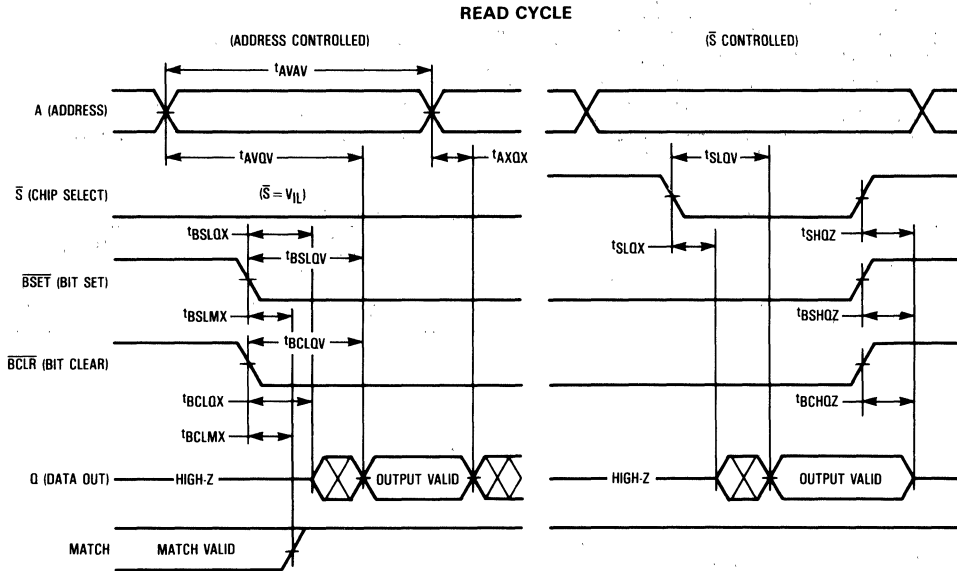 READ CYCLE
(ADDRESS CONTROLLED)
(S̅ CONTROLLED)
tAVAV
A (ADDRESS)
tAVQV
tAXQX
tSLQV
S̅ (CHIP SELECT)
(S̅ = VIL)
tBSLQX
tSLQX
tSHQZ
tBSLQV
B̅S̅E̅T̅ (BIT SET)
tBSLMX
tBSHQZ
tBCLQV
B̅C̅L̅R̅ (BIT CLEAR)
tBCLQX
tBCHQZ
tBCLMX
Q (DATA OUT)
HIGH-Z
OUTPUT VALID
HIGH-Z
OUTPUT VALID
MATCH
MATCH VALID